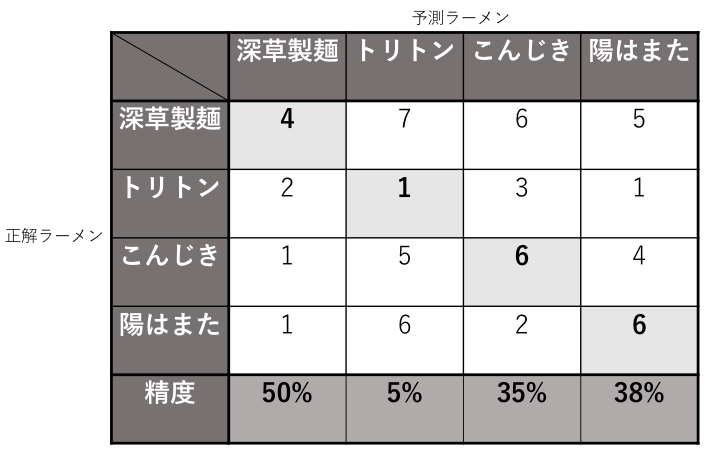 予測ラーメン
深草製麺 トリトン こんじき 陽はまた
深草製麺 4 7 6 5
トリトン 2 1 3 1
正解ラーメン
こんじき 1 5 6 4
陽はまた 1 6 2 6
精度 50% 5% 35% 38%